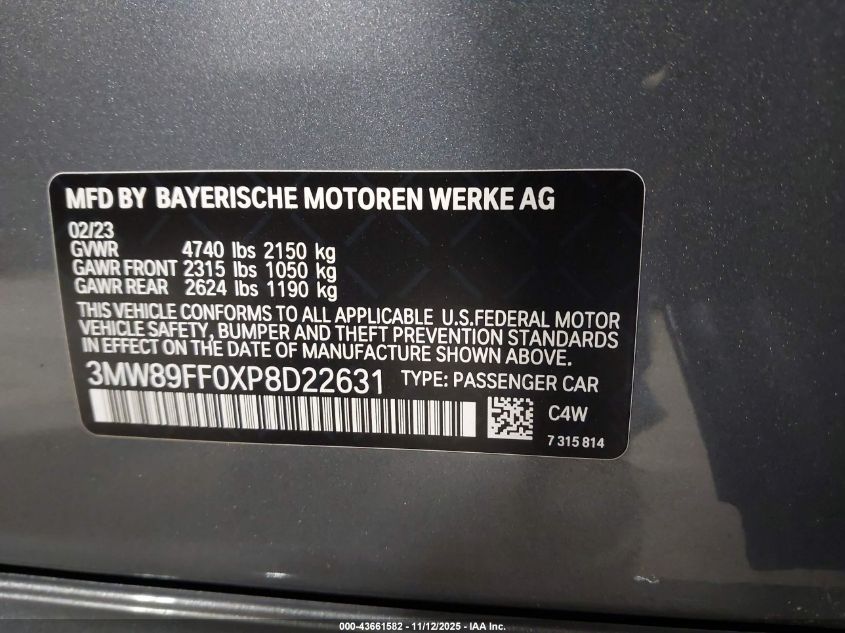 MFD BY BAYERISCHE MOTOREN WERKE AG
02/23
GVWR 4740 lbs 2150 kg
GAWR FRONT 2315 lbs 1050 kg
GAWR REAR 2624 lbs 1190 kg
THIS VEHICLE CONFORMS TO ALL APPLICABLE U.S.FEDERAL MOTOR
VEHICLE SAFETY, BUMPER AND THEFT PREVENTION STANDARDS
IN EFFECT ON THE DATE OF MANUFACTURE SHOWN ABOVE.
3MW89FF0XP8D22631 TYPE: PASSENGER CAR
C4W
7 315 814
000-43661582 - 11/12/2025 - IAA Inc.